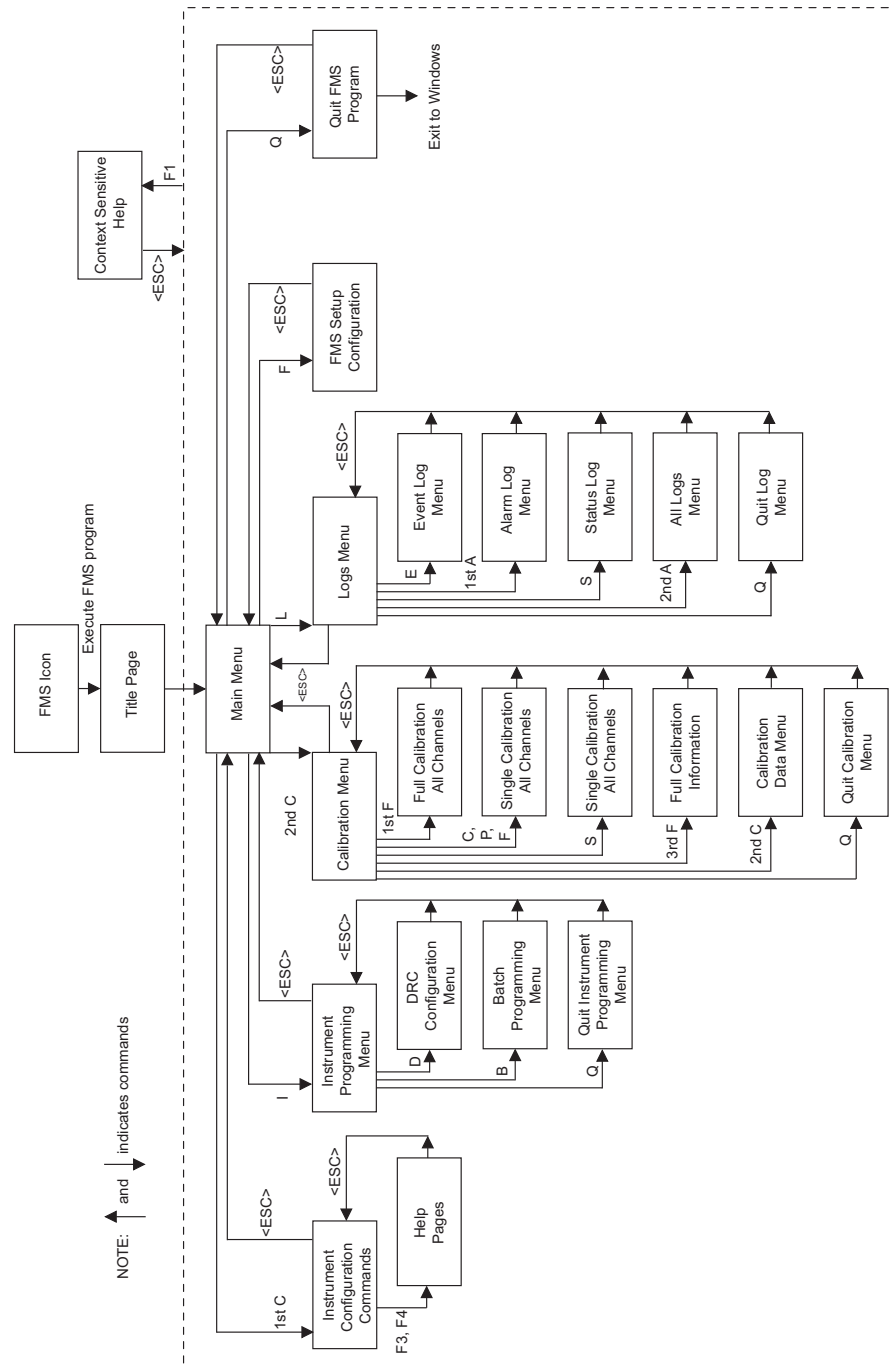 FMS Icon
Execute FMS program
Title Page
Main Menu
NOTE:
and
indicates commands
Context Sensitive
Help
<ESC>
F1
1st C
<ESC>
I
<ESC>
2nd C
<ESC>
L
F
<ESC>
Q
<ESC>
Instrument
Configuration
Commands
F3, F4
<ESC>
Help
Pages
Instrument
Programming
Menu
<ESC>
D
DRC
Configuration
Menu
B
Batch
Programming
Menu
Q
Quit Instrument
Programming
Menu
Calibration Menu
<ESC>
1st F
Full Calibration
All Channels
C,
P,
F
Single Calibration
All Channels
S
Single Calibration
All Channels
3rd F
Full Calibration
Information
2nd C
Calibration
Data Menu
Q
Quit Calibration
Menu
Logs Menu
<ESC>
E
Event Log
Menu
1st A
Alarm Log
Menu
S
Status Log
Menu
2nd A
All Logs
Menu
Q
Quit Log
Menu
FMS Setup
Configuration
Quit FMS
Program
Exit to Windows